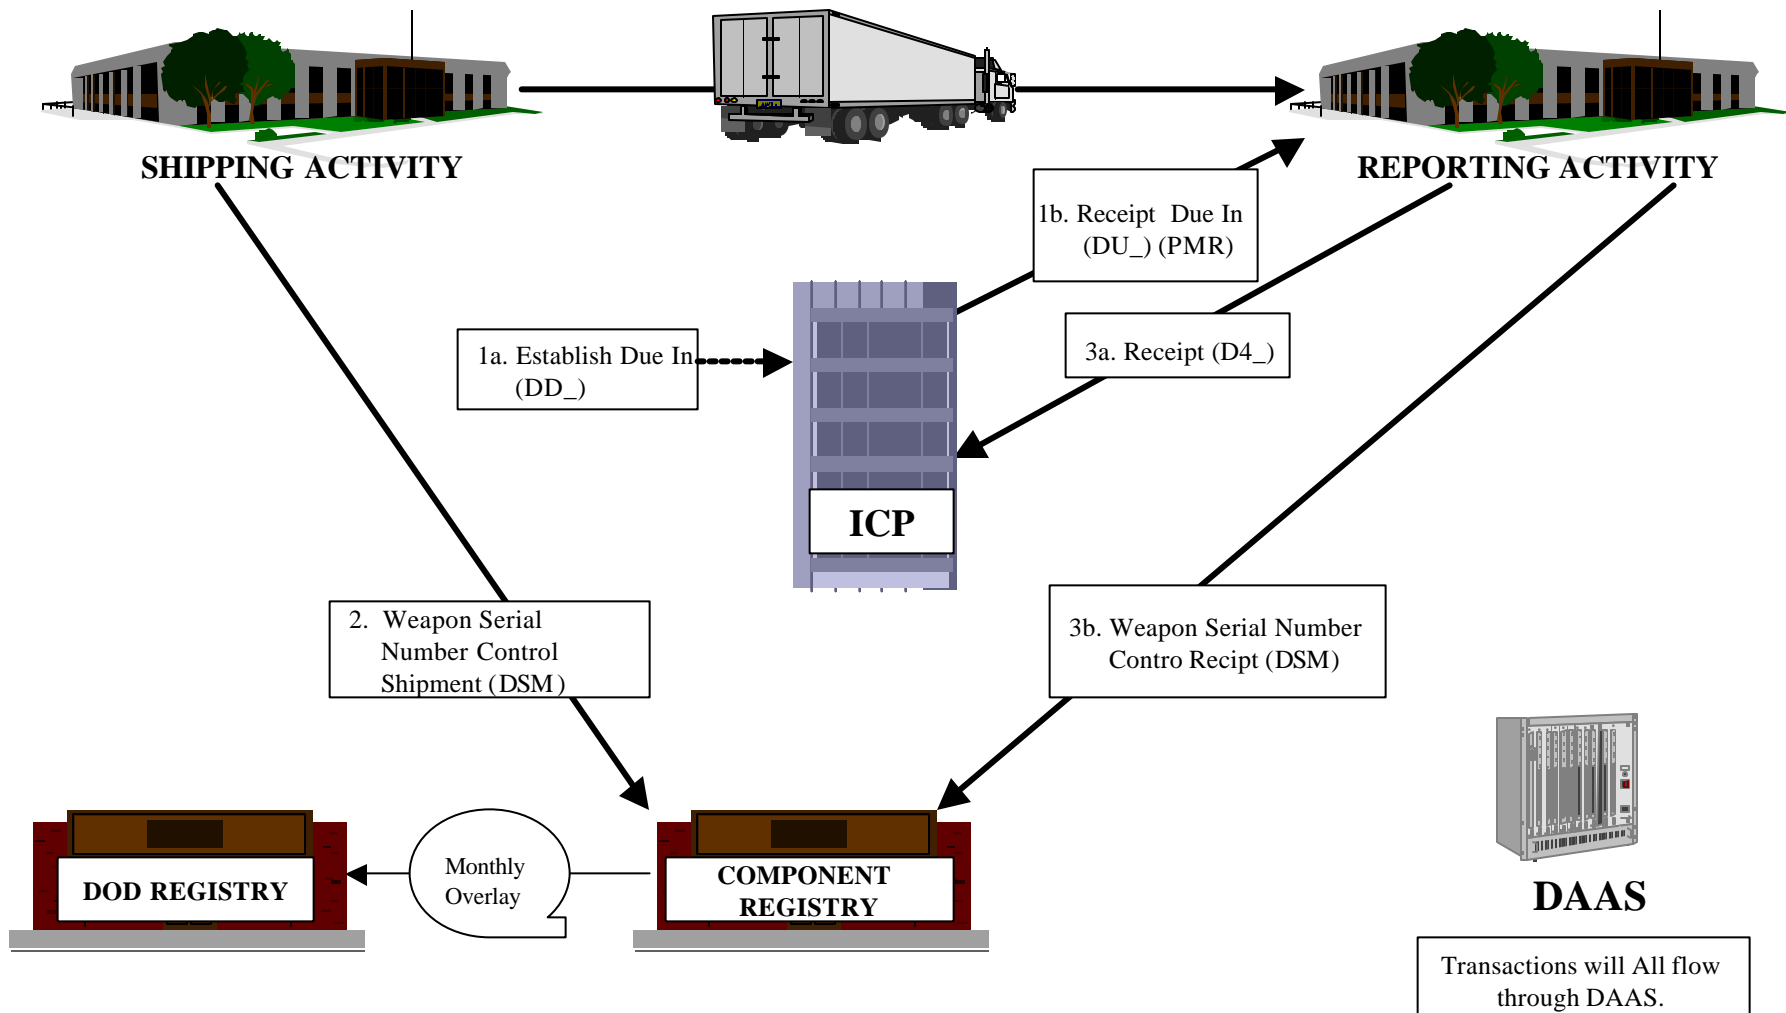 SHIPPING ACTIVITY
REPORTING ACTIVITY
1b. Receipt Due In
(DU_) (PMR)
1a. Establish Due In
(DD_)
3a. Receipt (D4_)
ICP
2. Weapon Serial
Number Control
Shipment (DSM)
3b. Weapon Serial Number
Contro Recipt (DSM)
DOD REGISTRY
Monthly
Overlay
COMPONENT
REGISTRY
DAAS
Transactions will All flow
through DAAS.